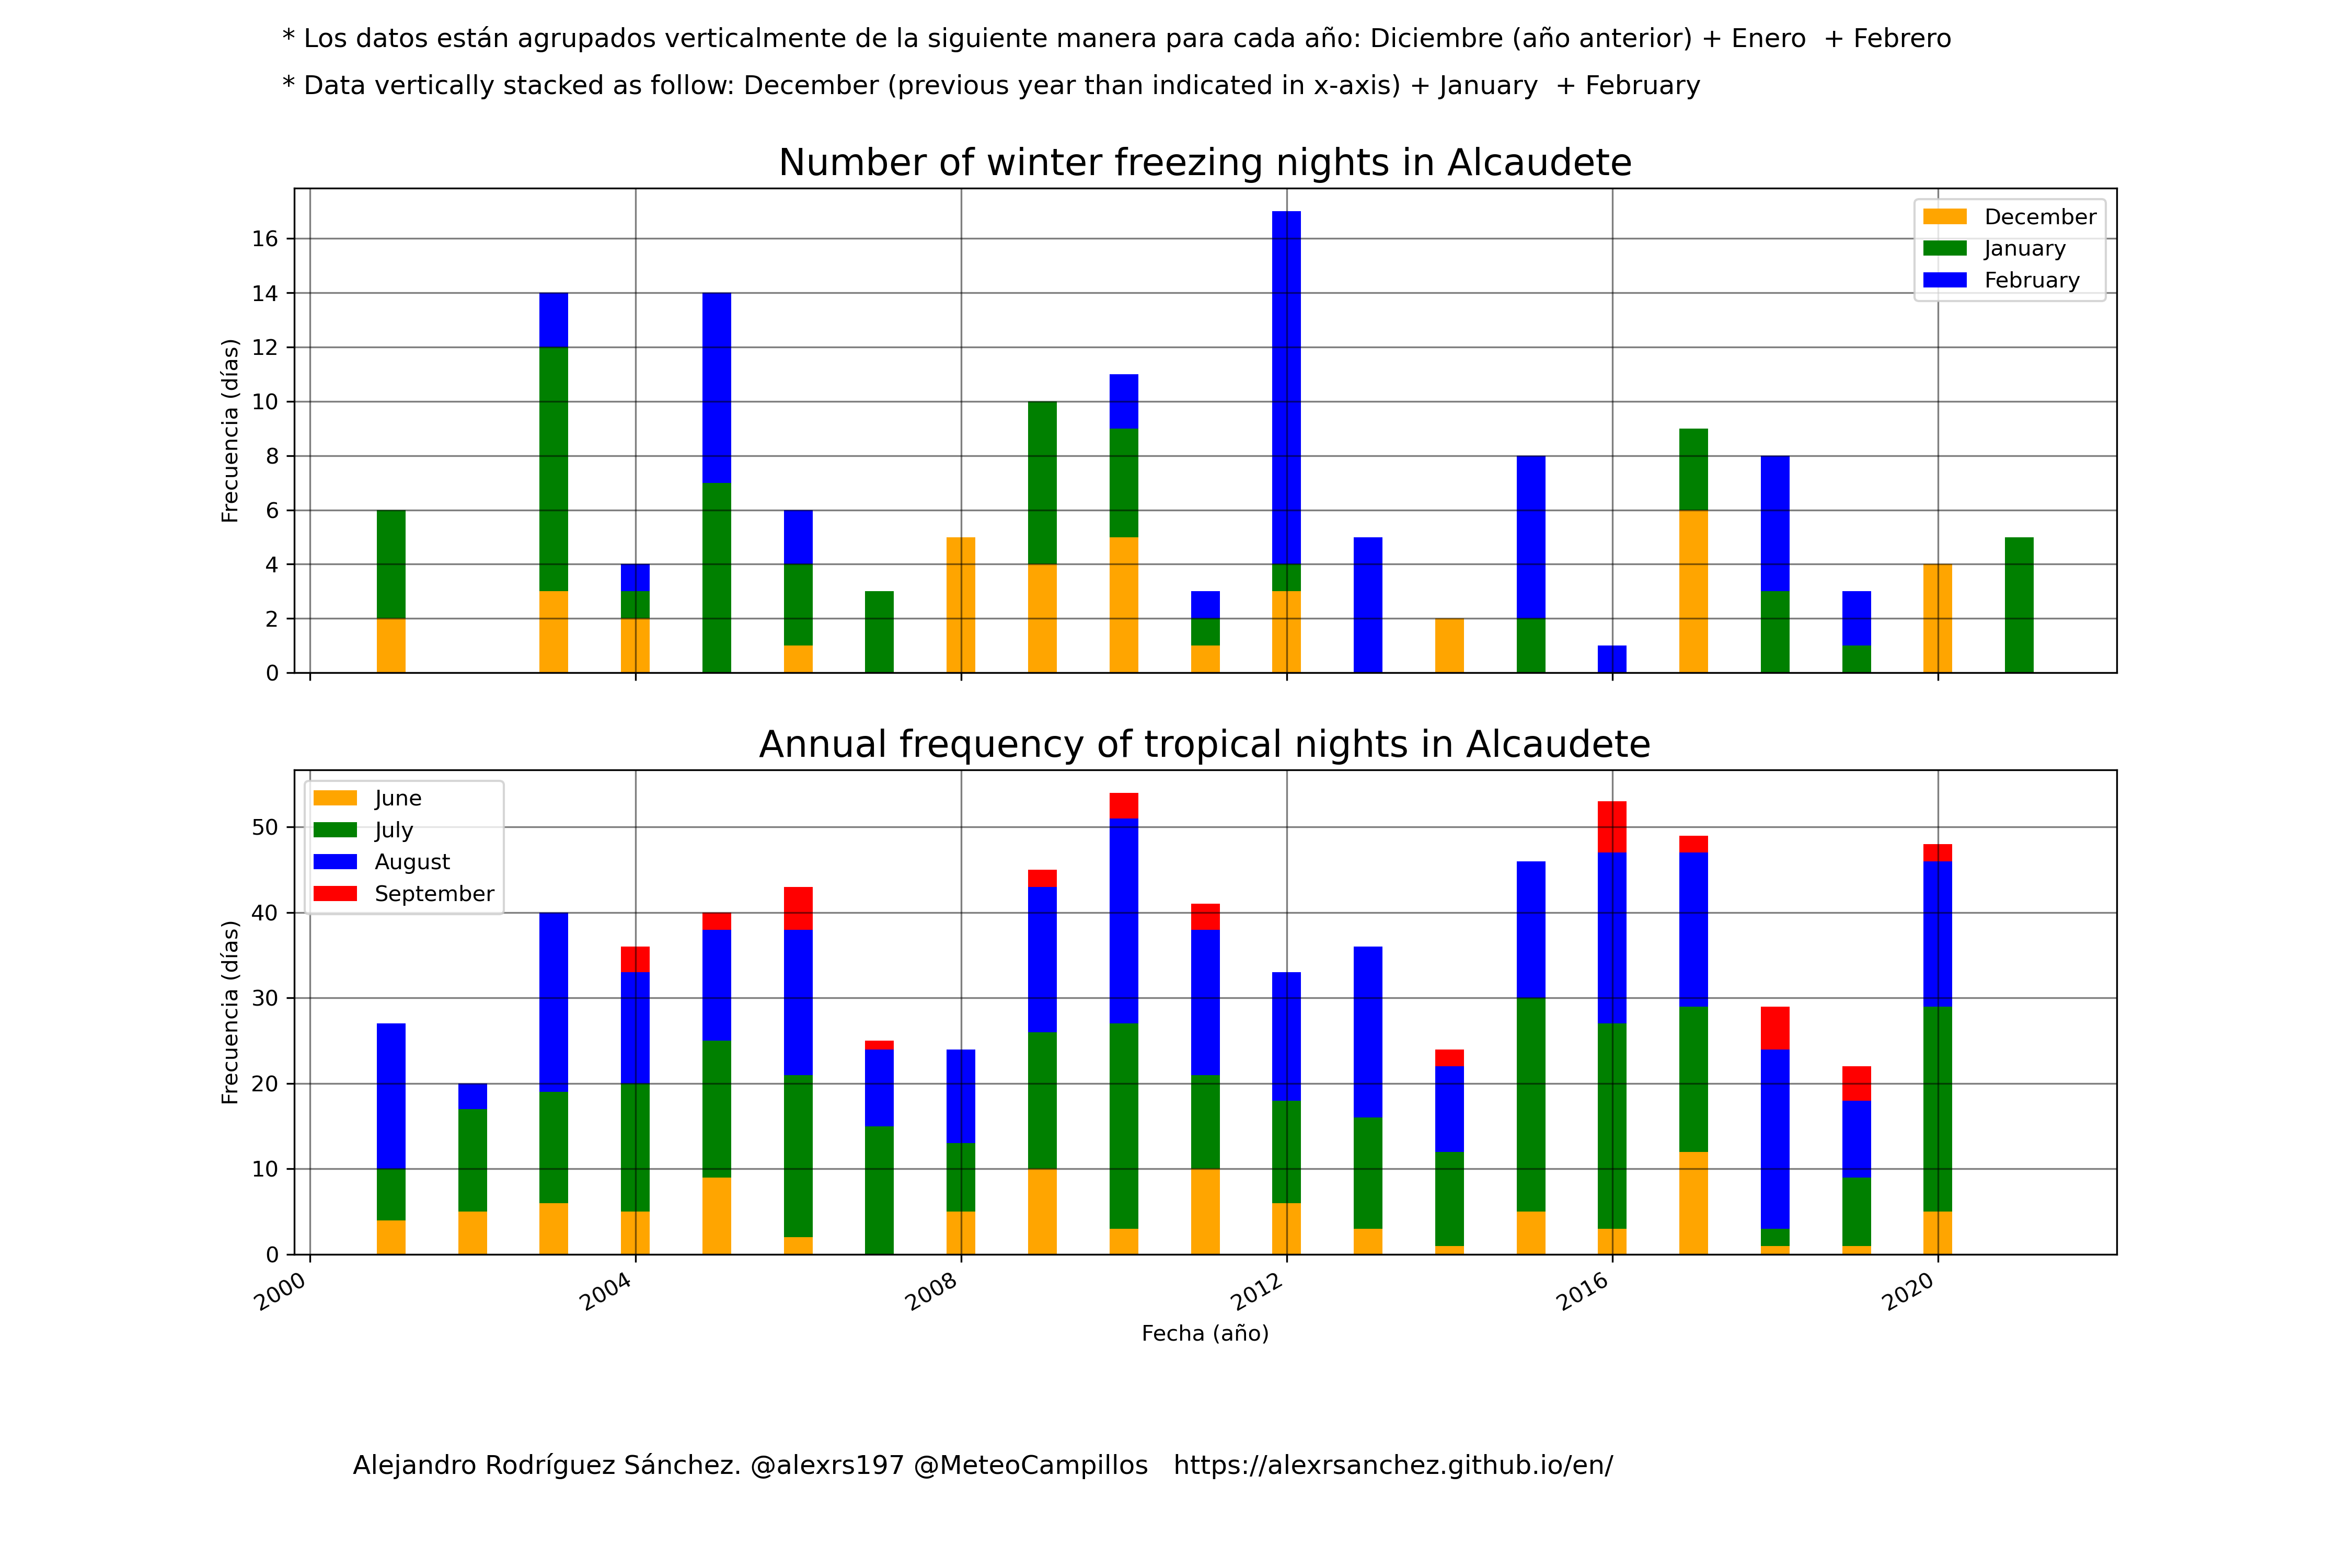 * Los datos están agrupados verticalmente de la siguiente manera para cada año: Diciembre (año anterior) + Enero  + Febrero
* Data vertically stacked as follow: December (previous year than indicated in x-axis) + January  + February
Number of winter freezing nights in Alcaudete
Frecuencia (días)
16
14
12
10
8
6
4
2
0
December
January
February
Annual frequency of tropical nights in Alcaudete
Frecuencia (días)
50
40
30
20
10
0
June
July
August
September
2000
2004
2008
2012
2016
2020
Fecha (año)
Alejandro Rodríguez Sánchez. @alexrs197 @MeteoCampillos   https://alexrsanchez.github.io/en/